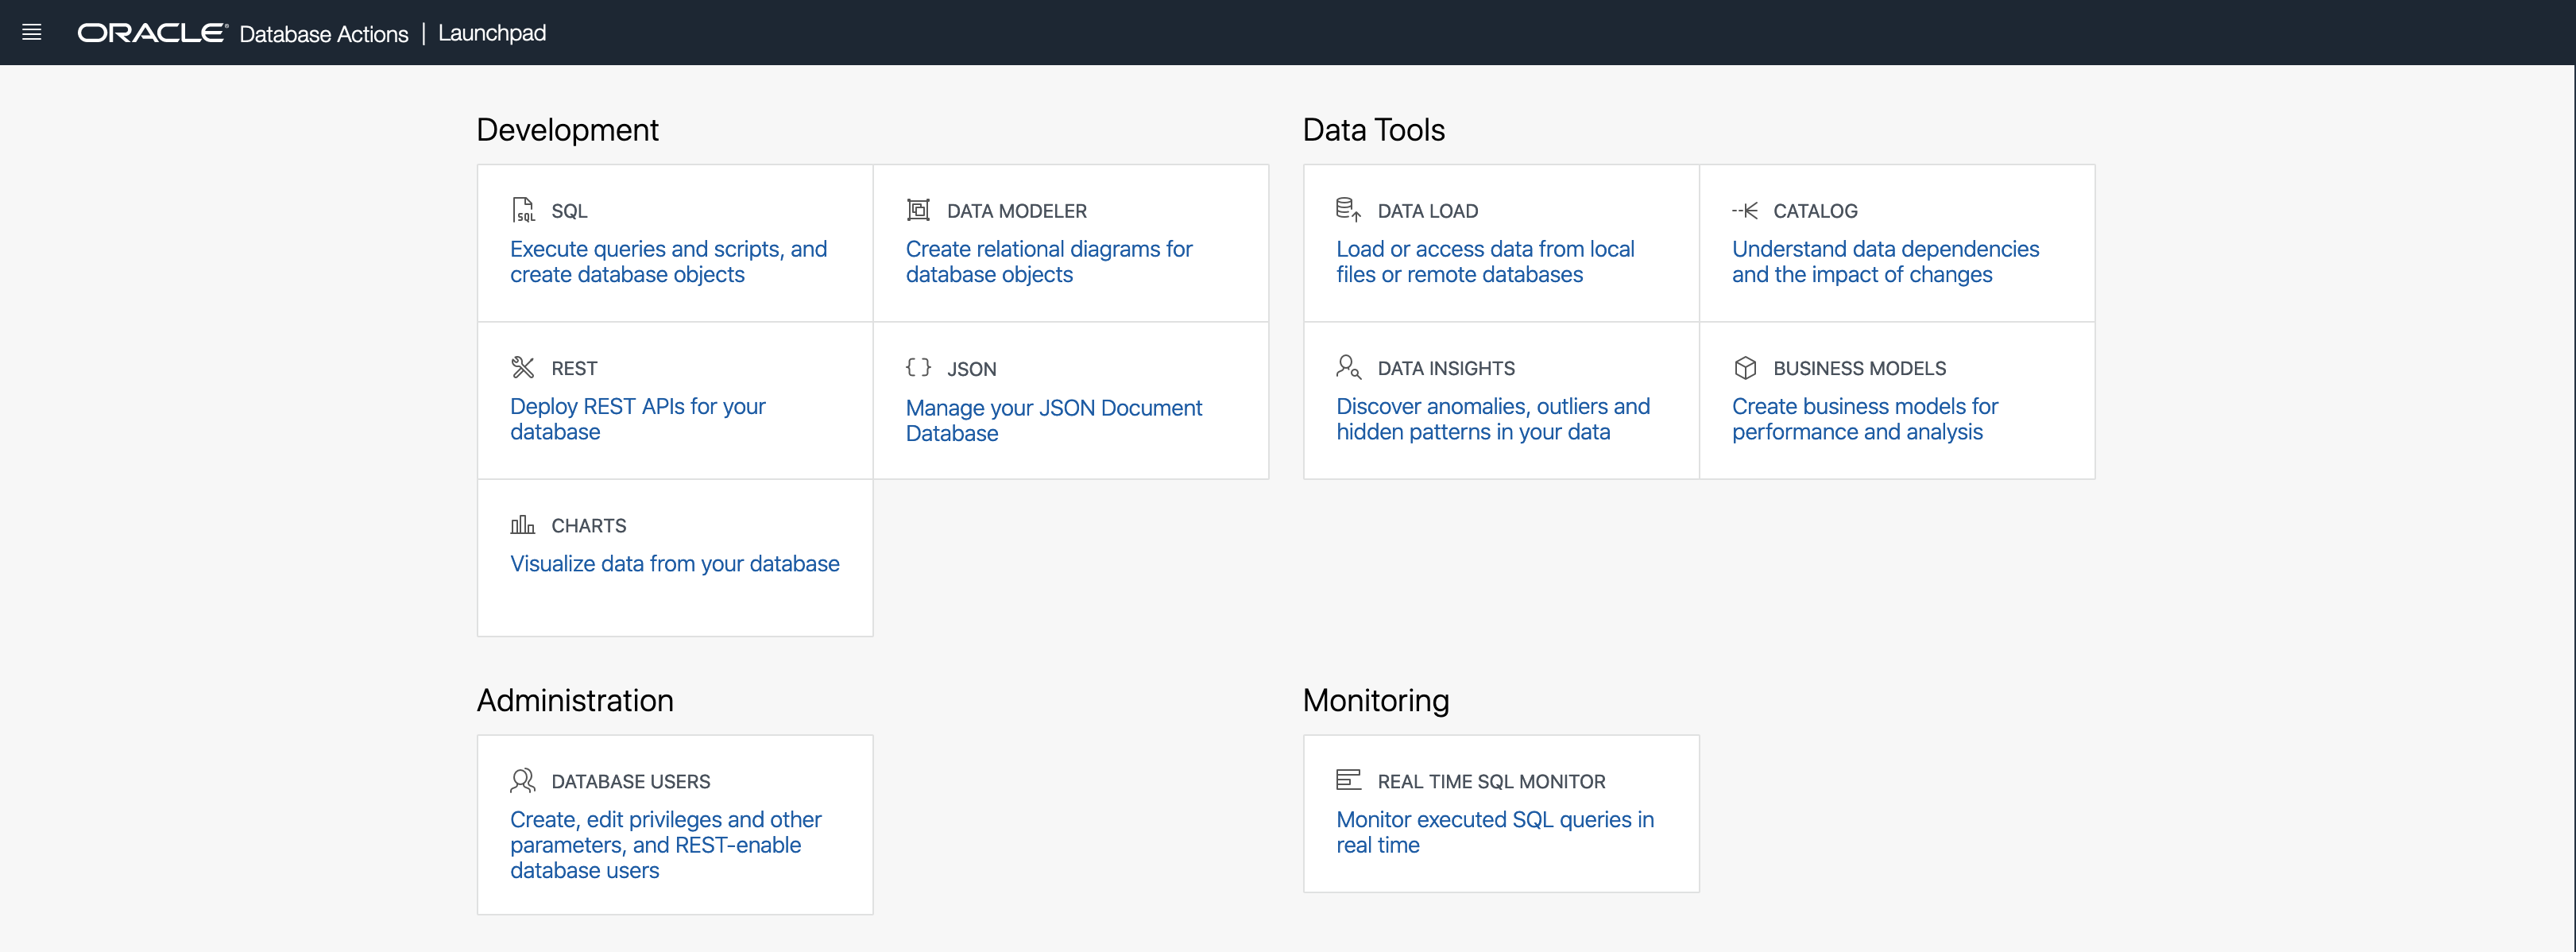 ORACLE® Database Actions | Launchpad
Development
SQL
Execute queries and scripts, and
create database objects
DATA MODELER
Create relational diagrams for
database objects
REST
Deploy REST APIs for your
database
{ } JSON
Manage your JSON Document
Database
CHARTS
Visualize data from your database
Data Tools
DATA LOAD
Load or access data from local
files or remote databases
CATALOG
Understand data dependencies
and the impact of changes
DATA INSIGHTS
Discover anomalies, outliers and
hidden patterns in your data
BUSINESS MODELS
Create business models for
performance and analysis
Administration
DATABASE USERS
Create, edit privileges and other
parameters, and REST-enable
database users
Monitoring
REAL TIME SQL MONITOR
Monitor executed SQL queries in
real time